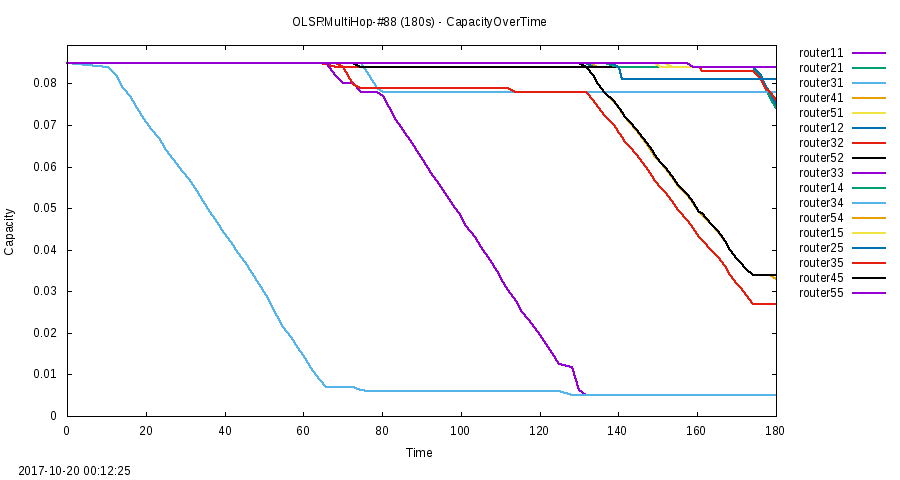 OLSRMultiHop-#88 (180s) - CapacityOverTime
router11
router21
router31
router41
router51
router12
router32
router52
router33
router14
router34
router54
router15
router25
router35
router45
router55
Capacity
0.08
0.07
0.06
0.05
0.04
0.03
0.02
0.01
0
0 20 40 60 80 100 120 140 160 180
Time
2017-10-20 00:12:25